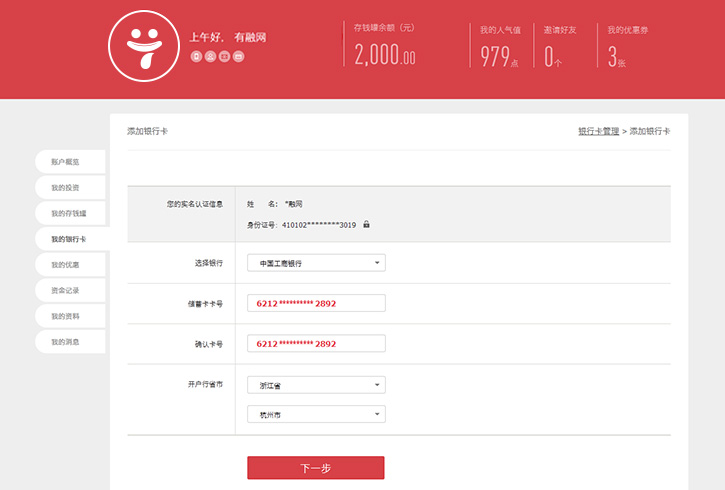 上午好, 有融网
存钱罐余额（元）
2,000.00
我的人气值
979点
邀请好友
0个
我的优惠券
3张
添加银行卡
银行卡管理 > 添加银行卡
账户概览
我的投资
我的存钱罐
我的银行卡
我的优惠
资金记录
我的资料
我的消息
您的实名认证信息
姓 名： *融网
身份证号：410102********3019
选择银行
中国工商银行
储蓄卡卡号
6212 ********** 2892
确认卡号
6212 ********** 2892
开户行省市
浙江省
杭州市
下一步